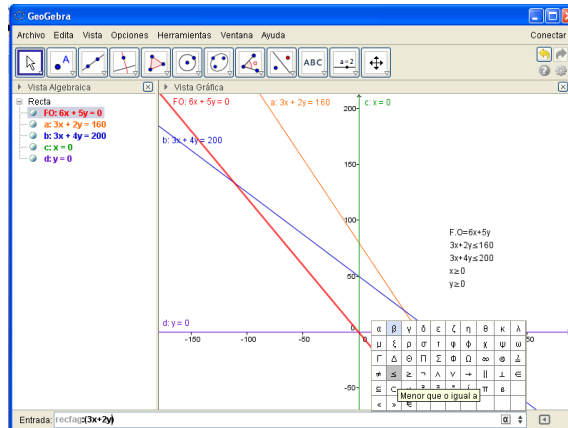 GeoGebra
Archivo Edita Vista Opciones Herramientas Ventana Ayuda Conectar
A ABC a=2
Vista Algebraica
Vista Gráfica
Recta
FO: 6x + 5y = 0
a: 3x + 2y = 160
b: 3x + 4y = 200
c: x = 0
d: y = 0
FO: 6x + 5y = 0
a: 3x + 2y = 160
c: x = 0
200
b: 3x + 4y = 200
150
100
50
F.O=6x+5y
3x+2y≤160
3x+4y≤200
x≥0
y≥0
d: y = 0
0
-150 -100 -50 0
-50
α β γ δ ε ζ η θ κ λ
μ ξ ρ σ τ φ ϕ χ ψ ω
Γ Δ Θ Π Σ Φ Ω ∞ ⊗ ≟
≠ ≤ ≥ ¬ ∧ ∨ → ∥ ⊥ ∈
Menor que o igual a
Entrada: (3x+2y)
α